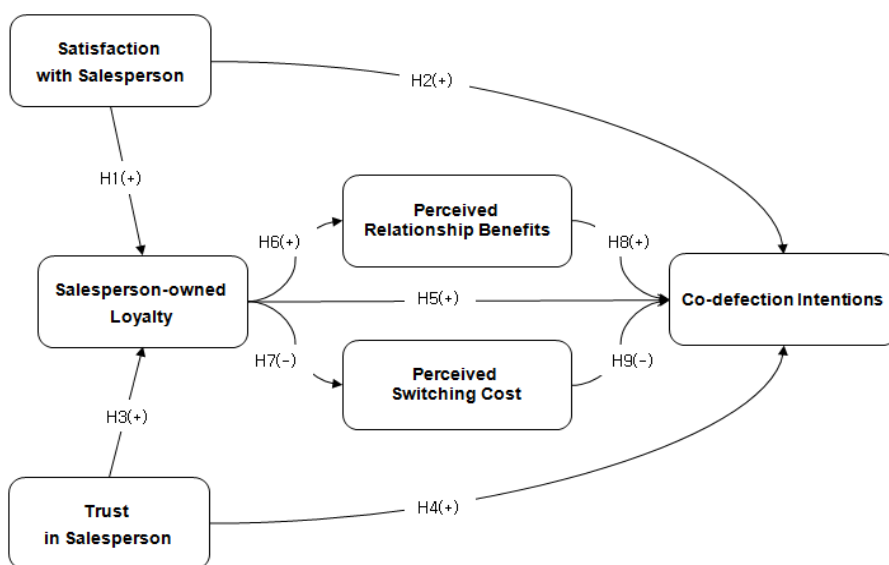 Satisfaction
with Salesperson
H2(+)
H1(+)
Perceived
Relationship Benefits
H6(+)
H8(+)
Salesperson-owned
Loyalty
H5(+)
Co-defection Intentions
H7(-)
H9(-)
Perceived
Switching Cost
H3(+)
Trust
in Salesperson
H4(+)